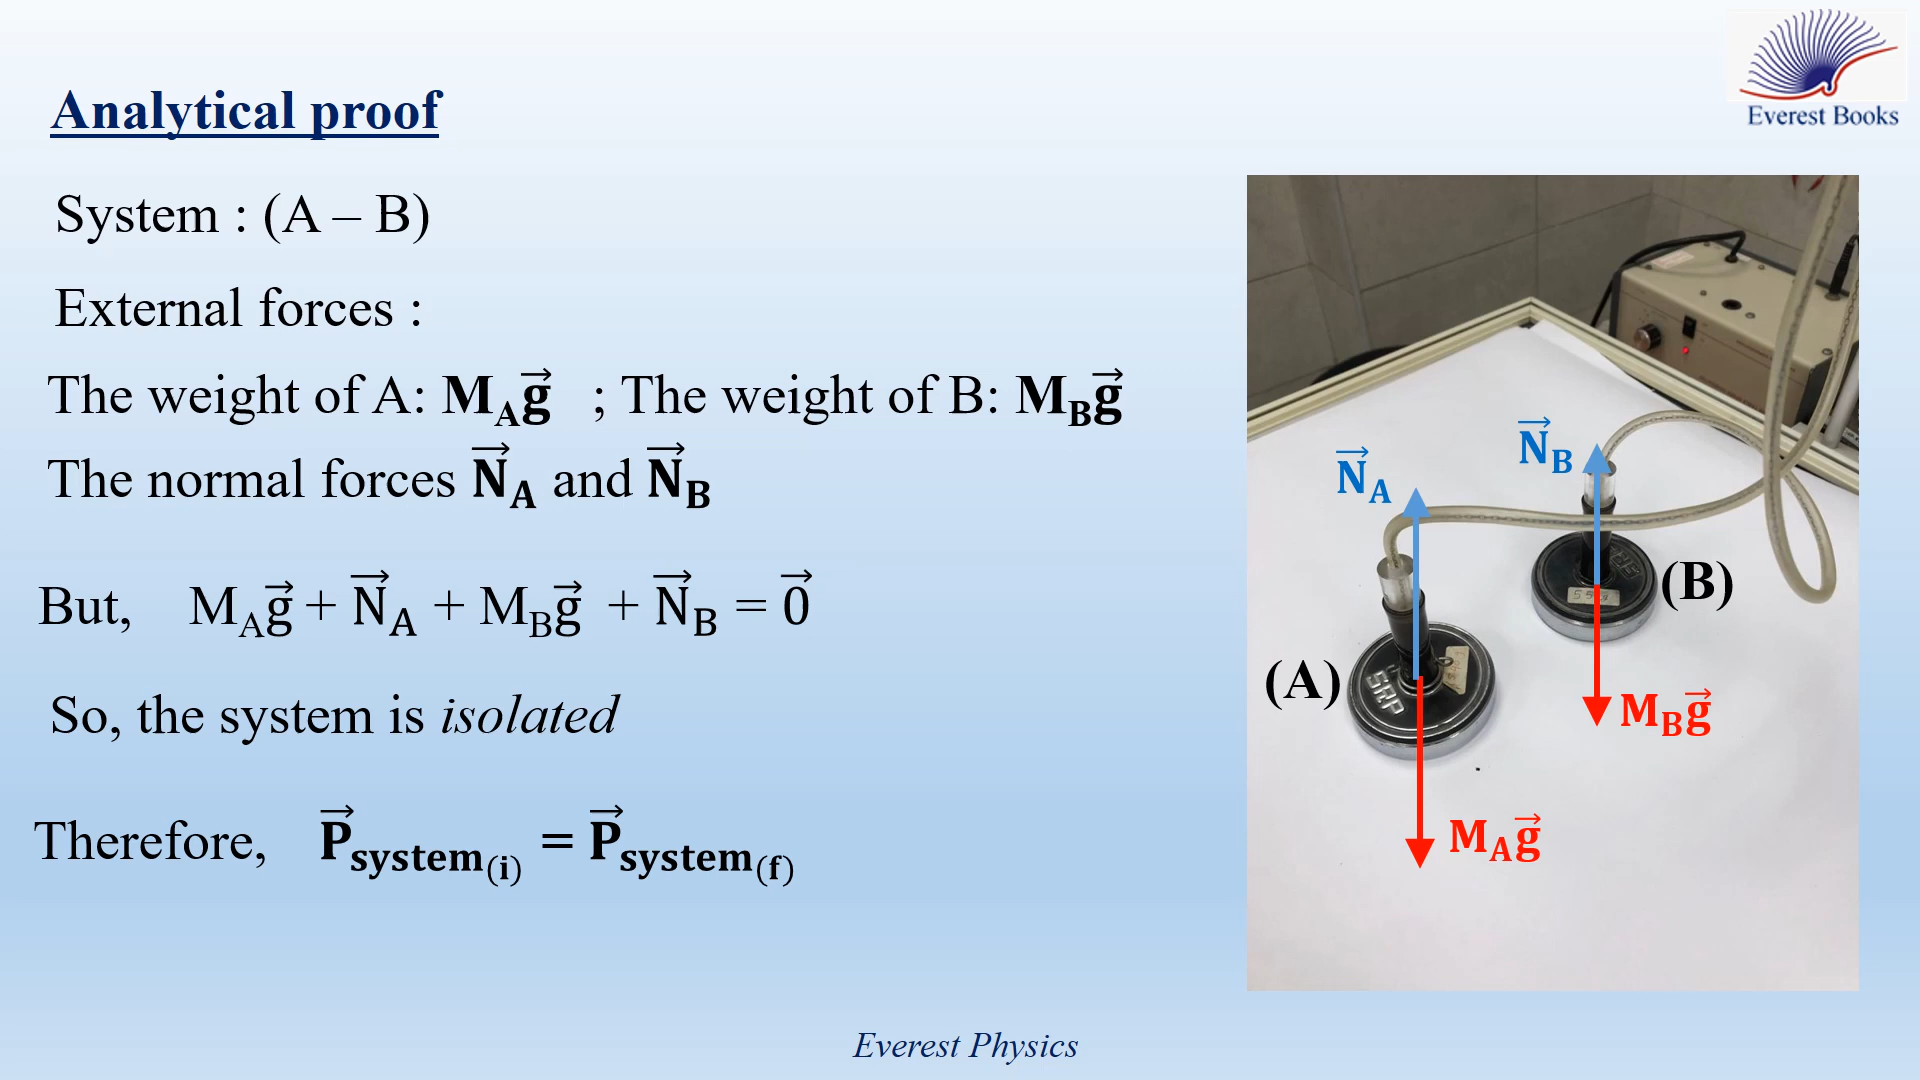 Analytical proof
Everest Books
System : (A – B)
External forces :
The weight of A: M_A g⃗ ; The weight of B: M_B g⃗
The normal forces N⃗_A and N⃗_B
But, M_A g⃗ + N⃗_A + M_B g⃗ + N⃗_B = 0⃗
So, the system is isolated
Therefore, P⃗_system(i) = P⃗_system(f)
N⃗_B
N⃗_A
(B)
(A)
SRP
M_B g⃗
M_A g⃗
Everest Physics